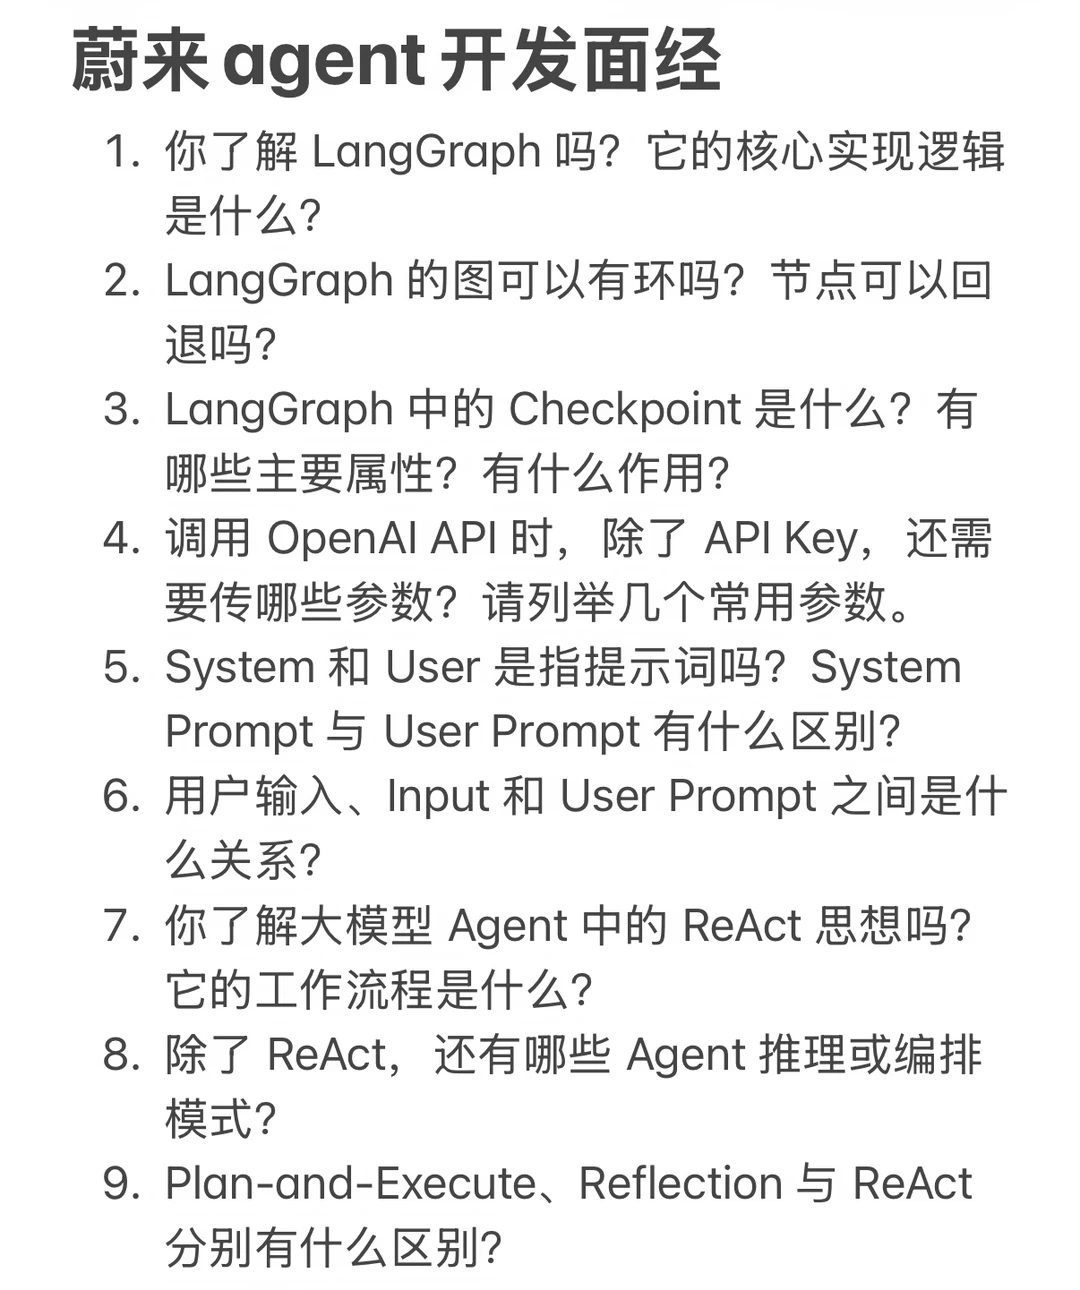 蔚来agent开发面经
1. 你了解 LangGraph 吗？它的核心实现逻辑
是什么？
2. LangGraph 的图可以有环吗？节点可以回
退吗？
3. LangGraph 中的 Checkpoint 是什么？有
哪些主要属性？有什么作用？
4. 调用 OpenAI API 时，除了 API Key，还需
要传哪些参数？请列举几个常用参数。
5. System 和 User 是指提示词吗？System
Prompt 与 User Prompt 有什么区别？
6. 用户输入、Input 和 User Prompt 之间是什
么关系？
7. 你了解大模型 Agent 中的 ReAct 思想吗？
它的工作流程是什么？
8. 除了 ReAct，还有哪些 Agent 推理或编排
模式？
9. Plan-and-Execute、Reflection 与 ReAct
分别有什么区别？